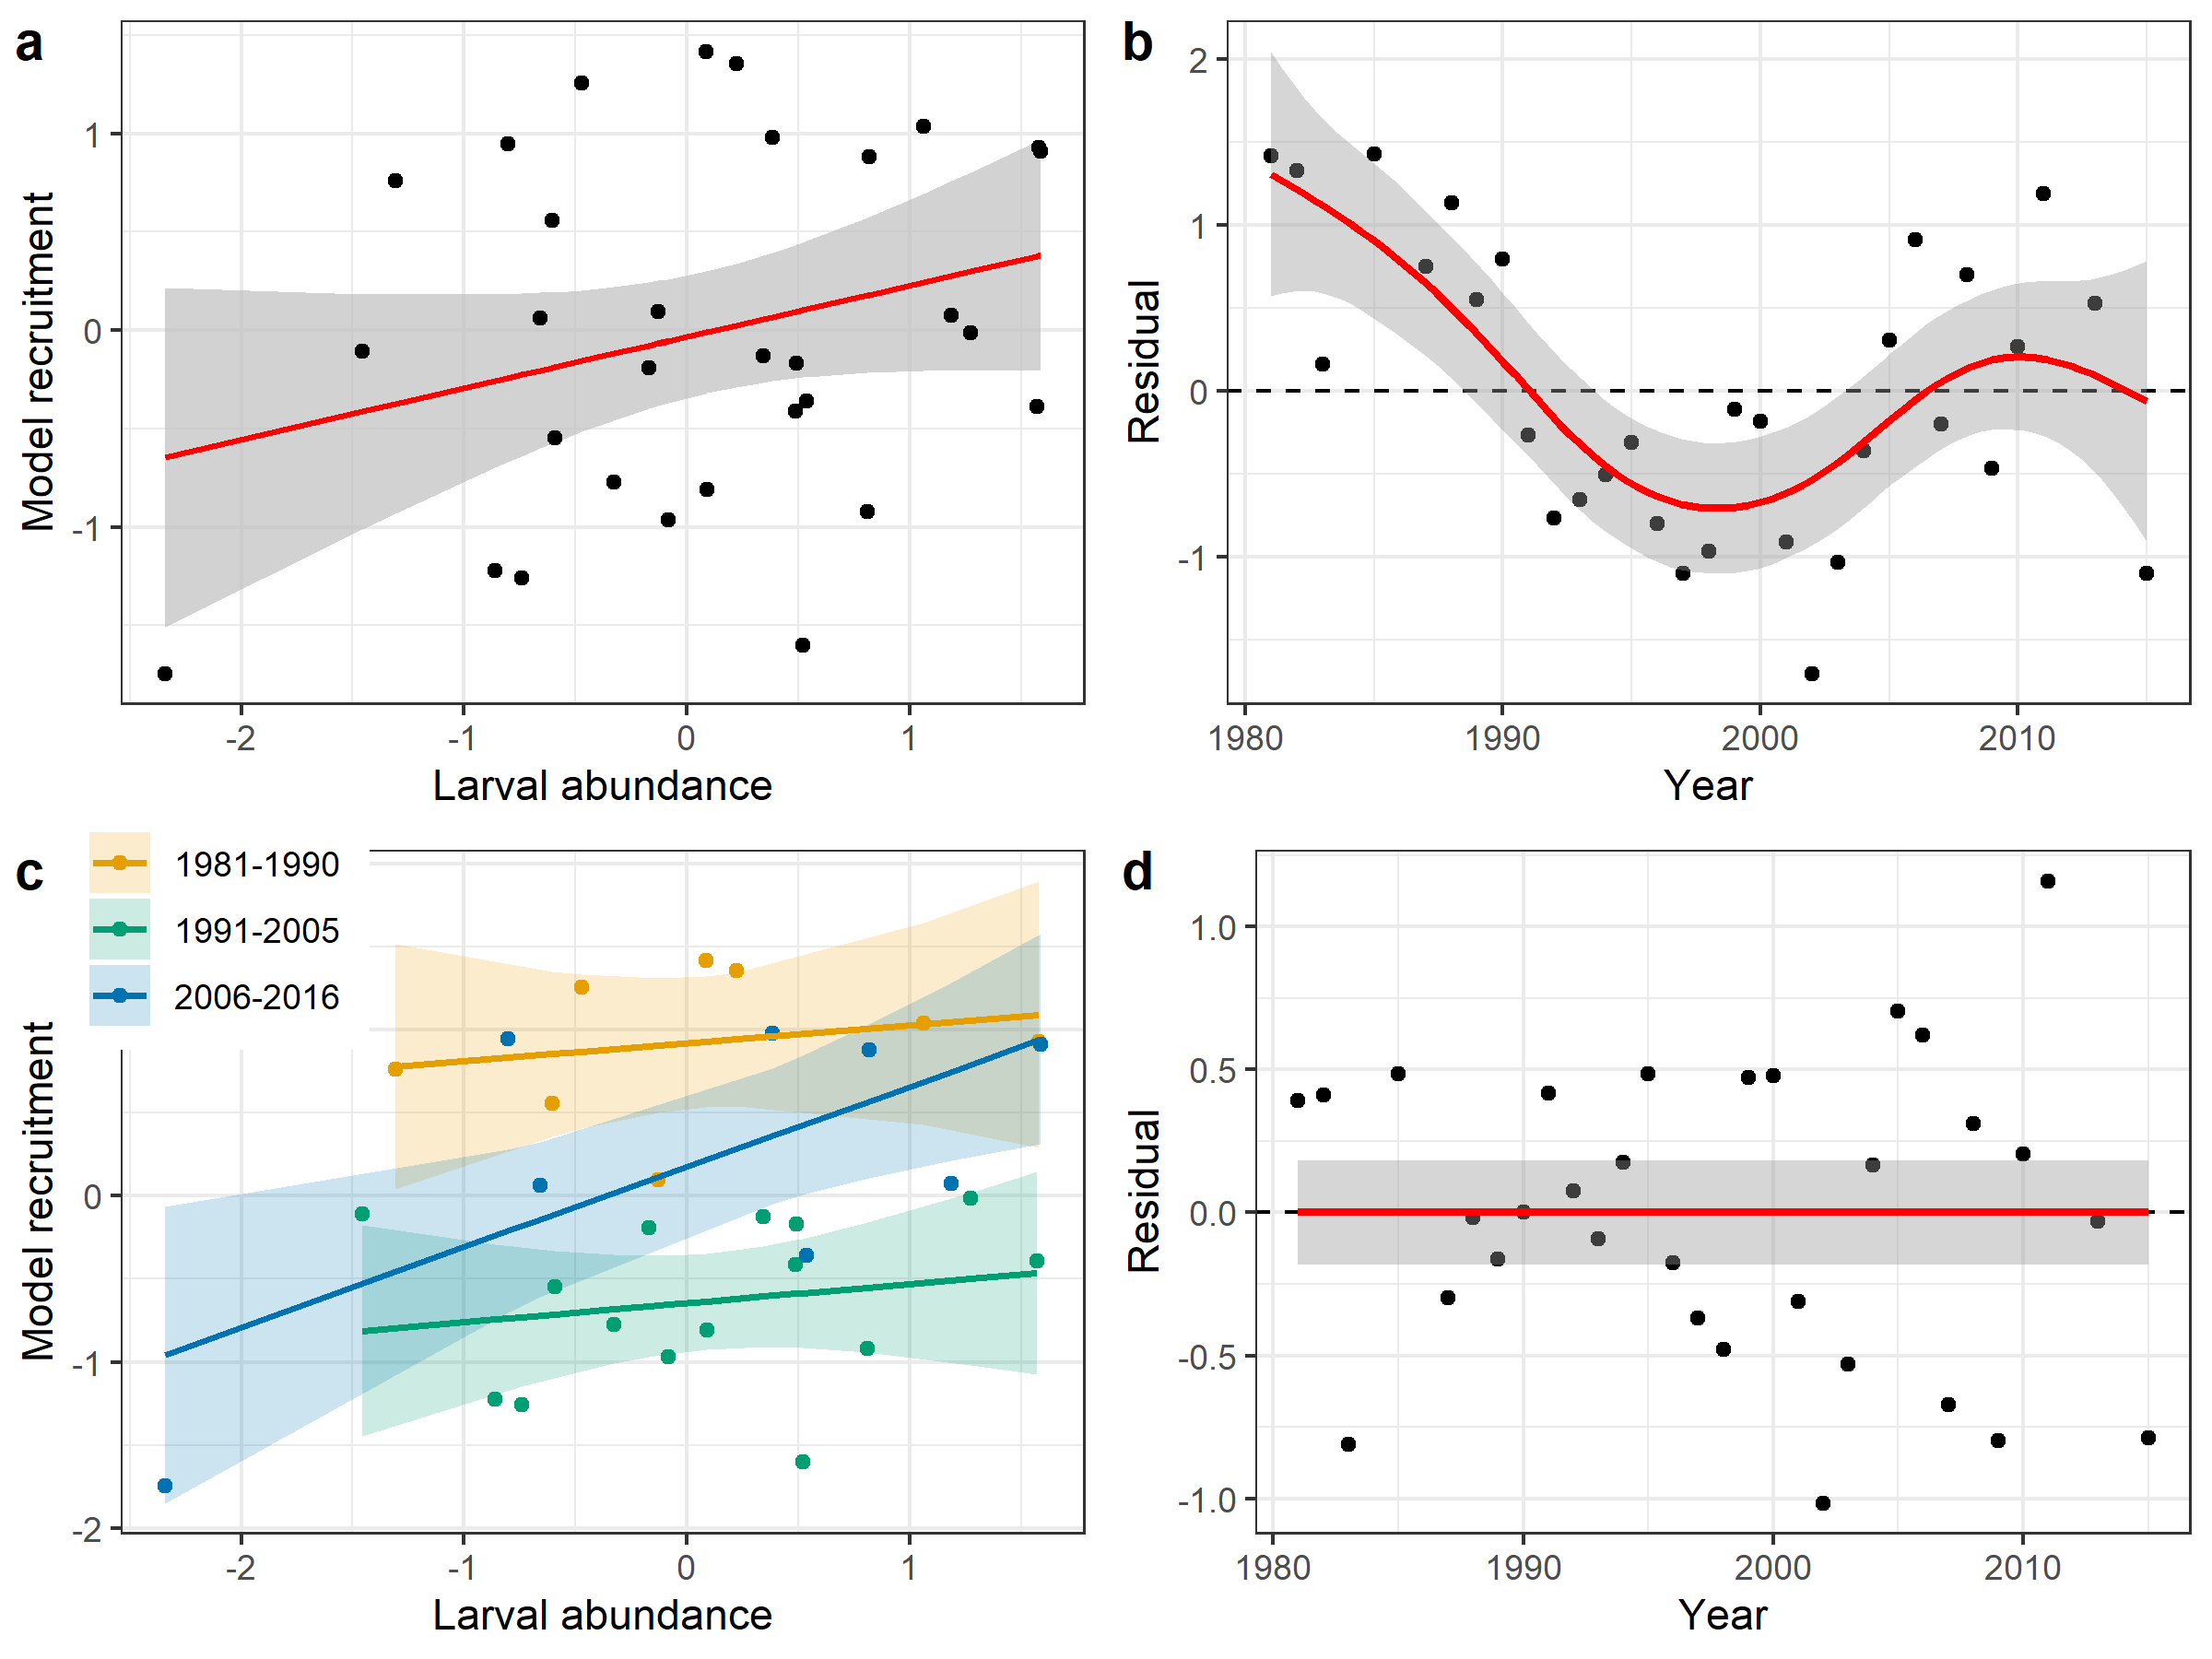 a
1
0
-1
Model recruitment
-2 -1 0 1
Larval abundance
b
2
1
0
-1
Residual
1980 1990 2000 2010
Year
c
1981-1990
1991-2005
2006-2016
0
-1
-2
Model recruitment
-2 -1 0 1
Larval abundance
d
1.0
0.5
0.0
-0.5
-1.0
Residual
1980 1990 2000 2010
Year